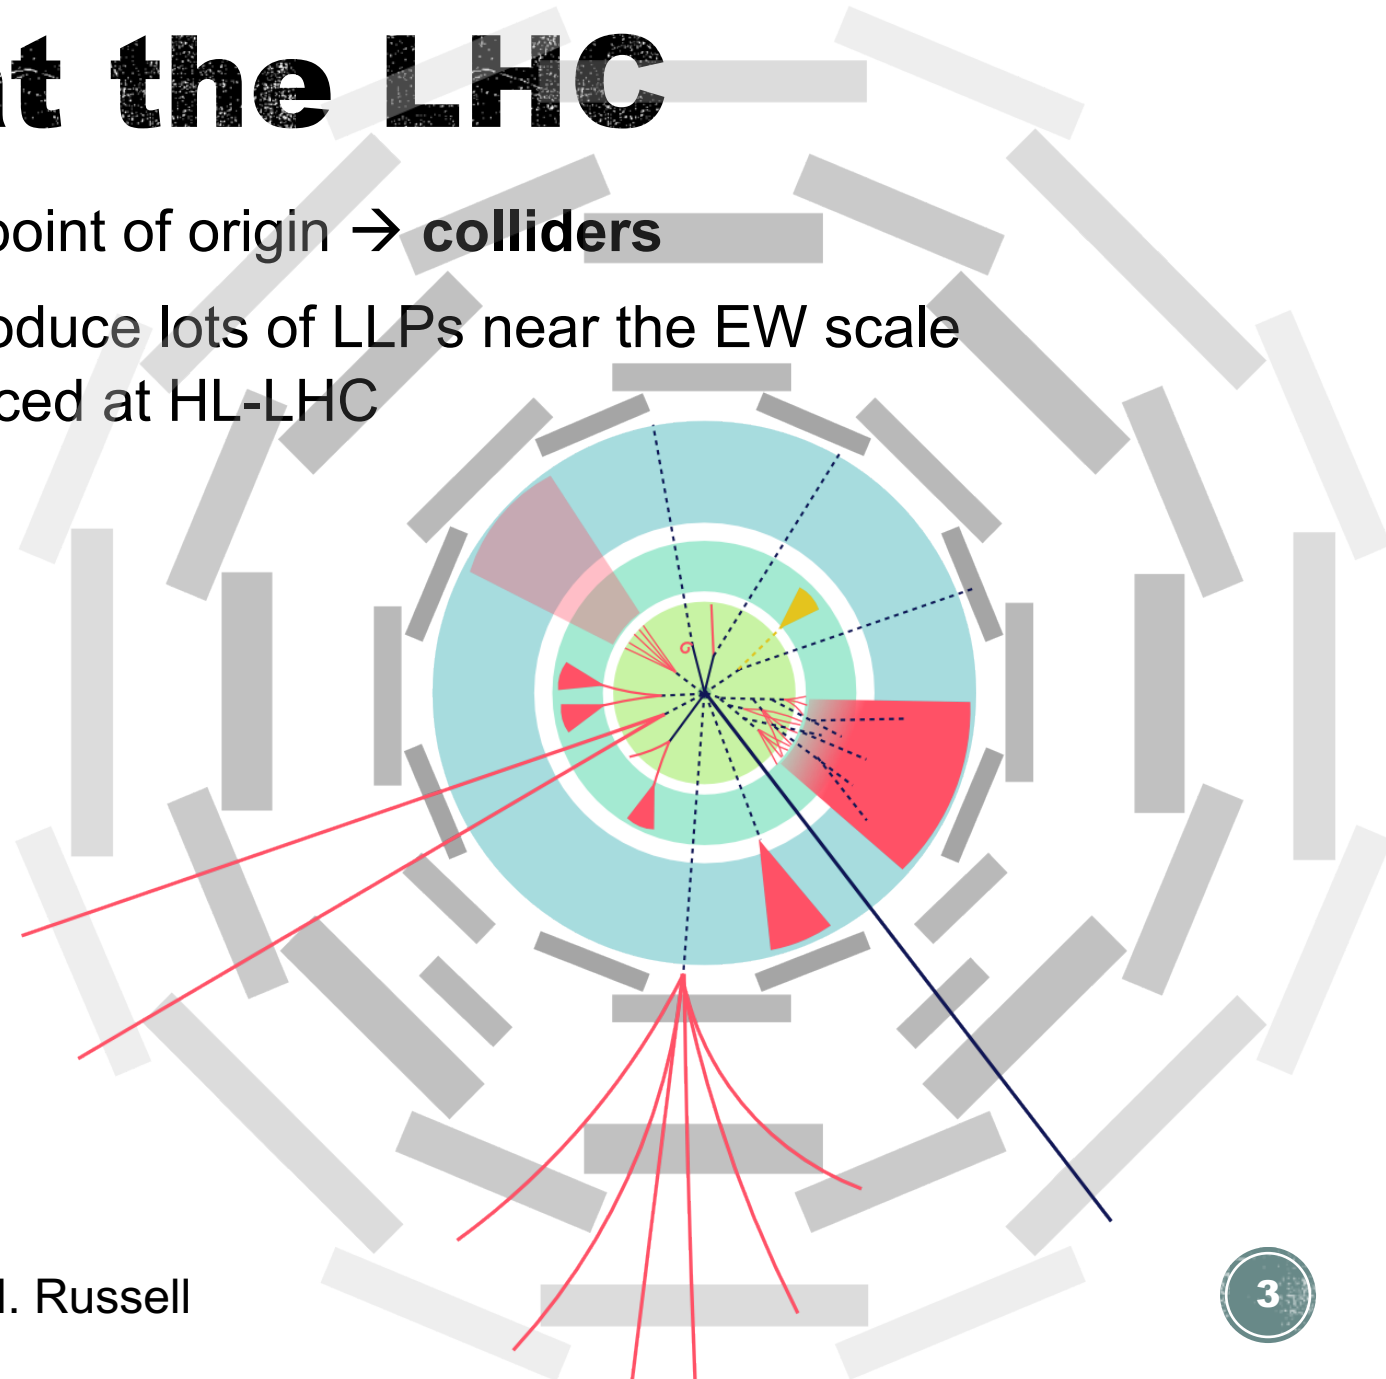 t the LHC
point of origin → colliders
oduce lots of LLPs near the EW scale
ced at HL-LHC
. Russell
3